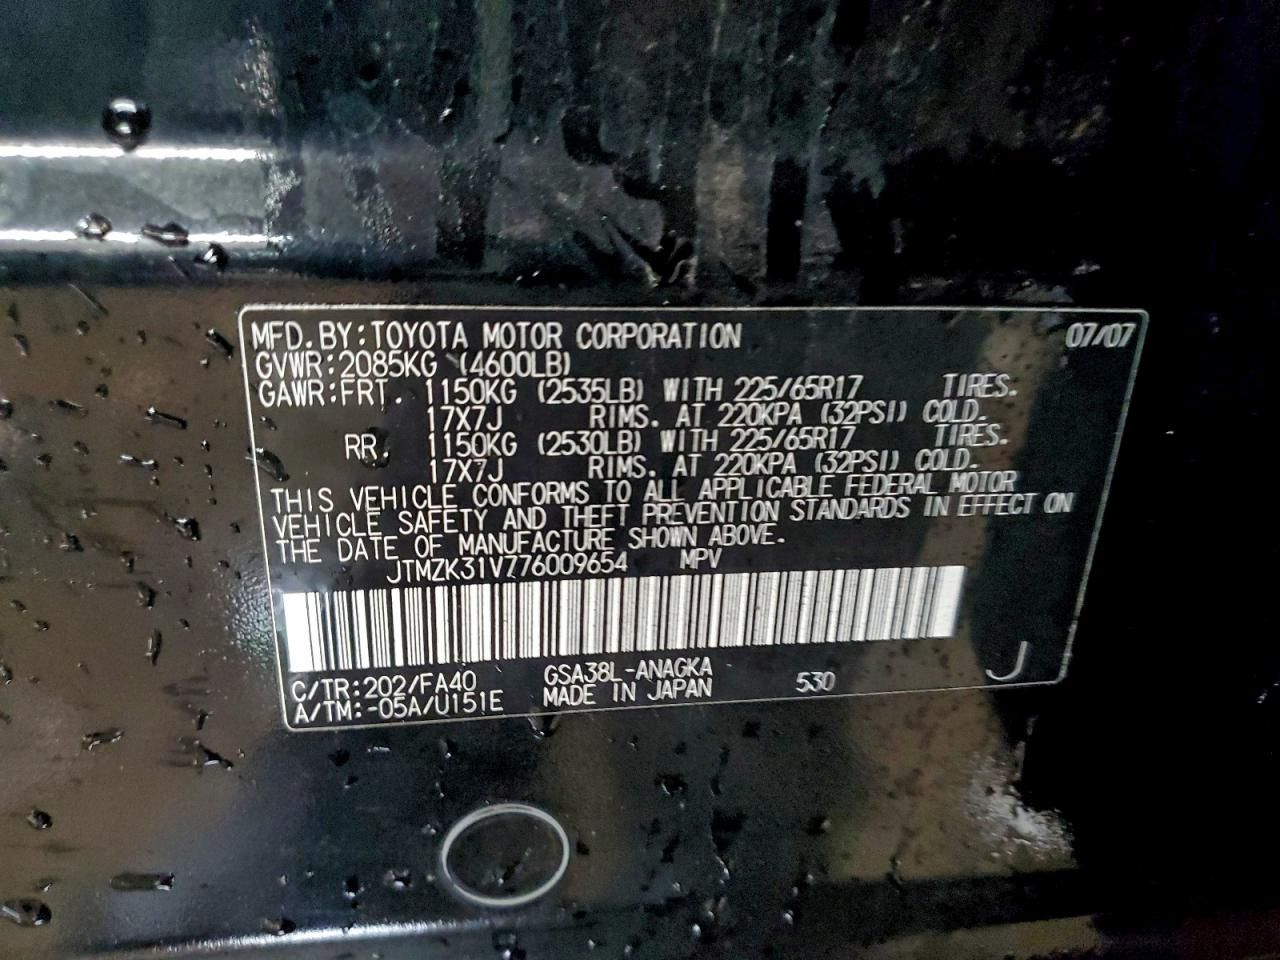 MFD. BY: TOYOTA MOTOR CORPORATION 07/07
GVWR: 2085KG (4600LB)
GAWR: FRT. 1150KG (2535LB) WITH 225/65R17 TIRES.
17X7J RIMS. AT 220KPA (32PSI) COLD.
RR. 1150KG (2530LB) WITH 225/65R17 TIRES.
17X7J RIMS. AT 220KPA (32PSI) COLD.
THIS VEHICLE CONFORMS TO ALL APPLICABLE FEDERAL MOTOR
VEHICLE SAFETY AND THEFT PREVENTION STANDARDS IN EFFECT ON
THE DATE OF MANUFACTURE SHOWN ABOVE.
JTMZK31V776009654 MPV
C/TR: 202/FA40 GSA38L-ANAGKA 530 J
A/TM: -05A/U151E MADE IN JAPAN